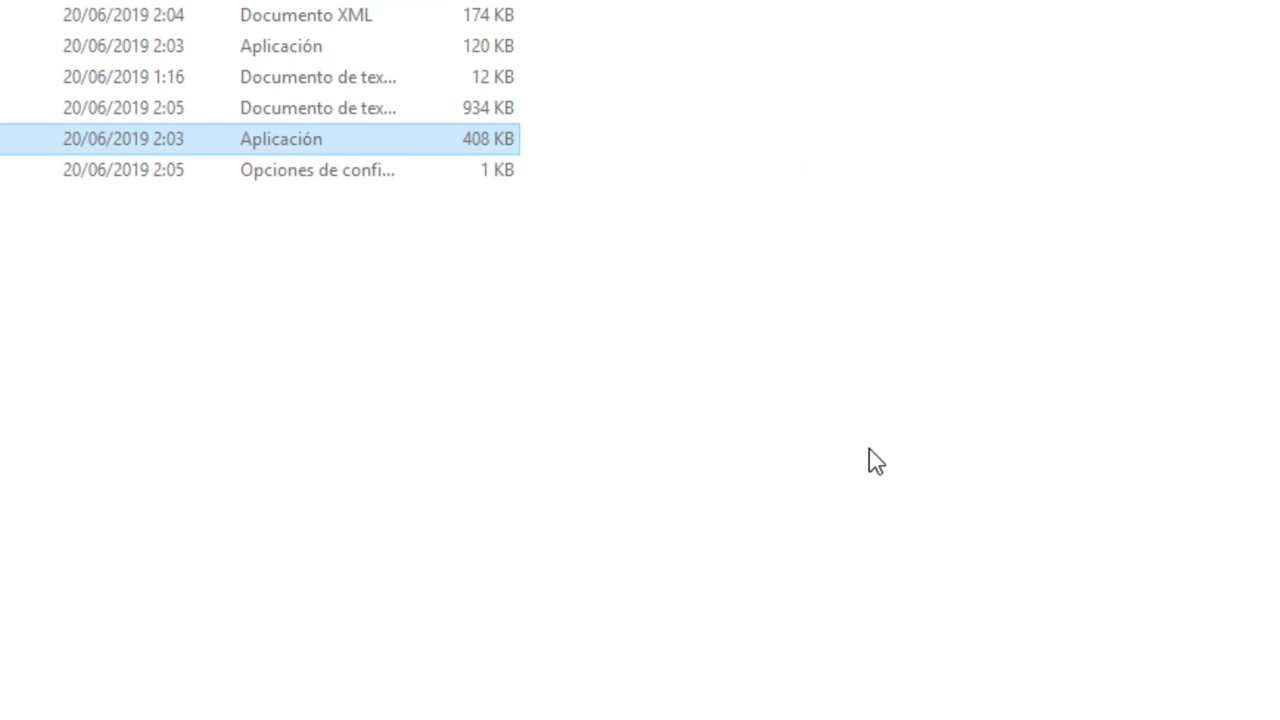 20/06/2019 2:04 Documento XML 174 KB
20/06/2019 2:03 Aplicación 120 KB
20/06/2019 1:16 Documento de tex... 12 KB
20/06/2019 2:05 Documento de tex... 934 KB
20/06/2019 2:03 Aplicación 408 KB
20/06/2019 2:05 Opciones de confi... 1 KB